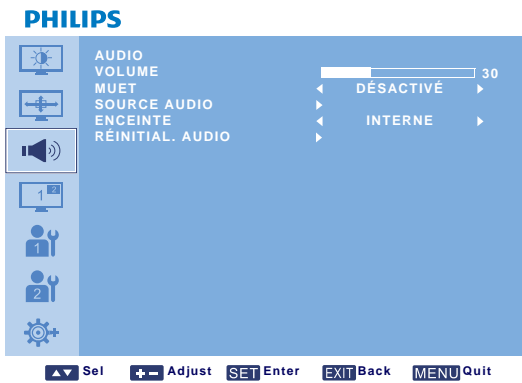 PHILIPS
AUDIO
VOLUME 30
MUET DÉSACTIVÉ
SOURCE AUDIO
ENCEINTE INTERNE
RÉINITIAL. AUDIO
1 2
1
2
Sel Adjust SET Enter EXIT Back MENU Quit